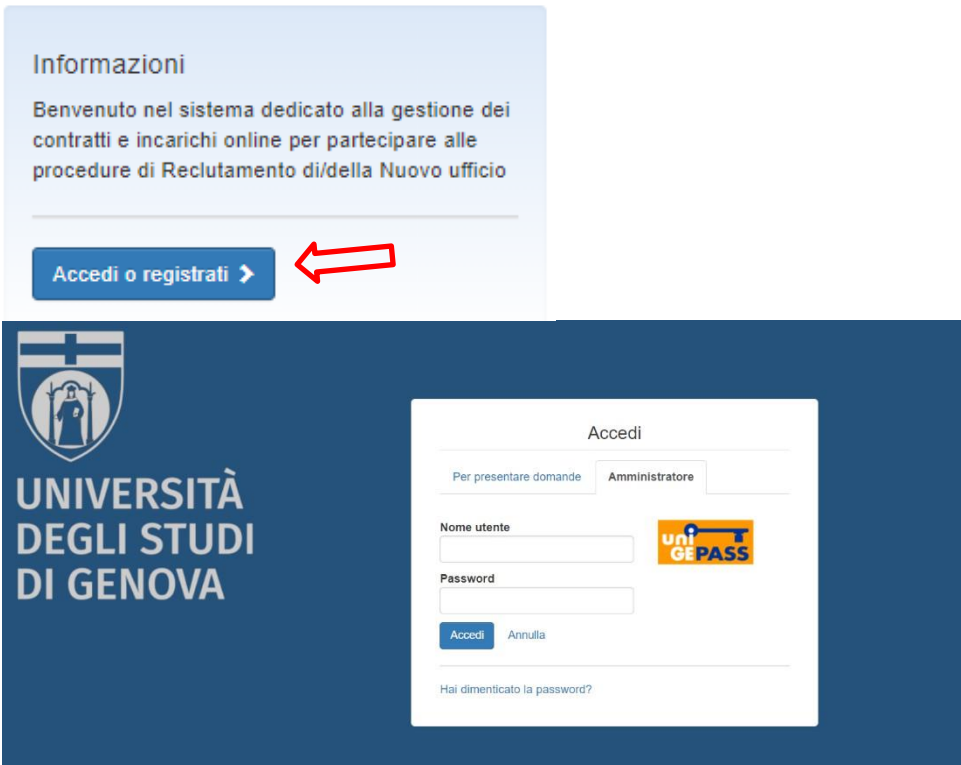 Informazioni
Benvenuto nel sistema dedicato alla gestione dei
contratti e incarichi online per partecipare alle
procedure di Reclutamento di/della Nuovo ufficio
Accedi o registrati
UNIVERSITÀ
DEGLI STUDI
DI GENOVA
Accedi
Per presentare domande Amministratore
Nome utente
uni
GEPASS
Password
Accedi Annulla
Hai dimenticato la password?